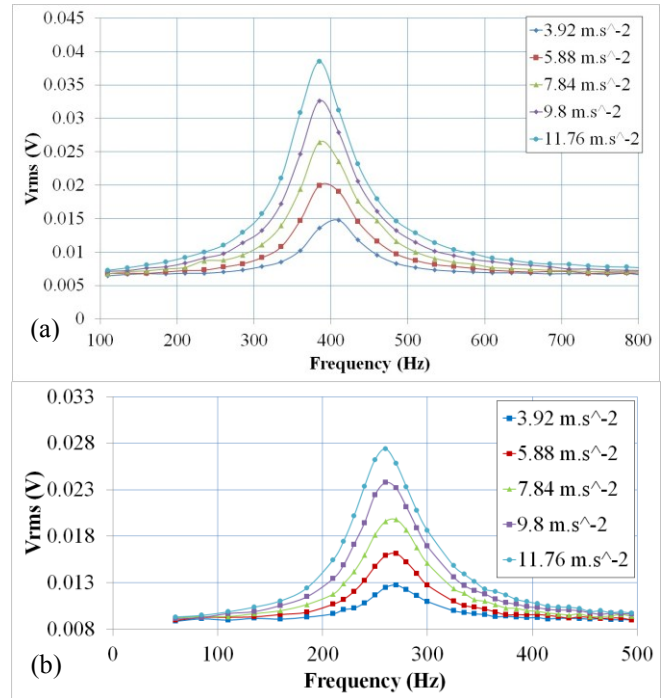 0.045
0.04
0.035
0.03
0.025
0.02
0.015
0.01
0.005
0
Vrms (V)
3.92 m.s^-2
5.88 m.s^-2
7.84 m.s^-2
9.8 m.s^-2
11.76 m.s^-2
(a)
100 200 300 400 500 600 700 800
Frequency (Hz)
0.033
0.028
0.023
0.018
0.013
0.008
Vrms (V)
3.92 m.s^-2
5.88 m.s^-2
7.84 m.s^-2
9.8 m.s^-2
11.76 m.s^-2
0 100 200 300 400 500
(b)
Frequency (Hz)